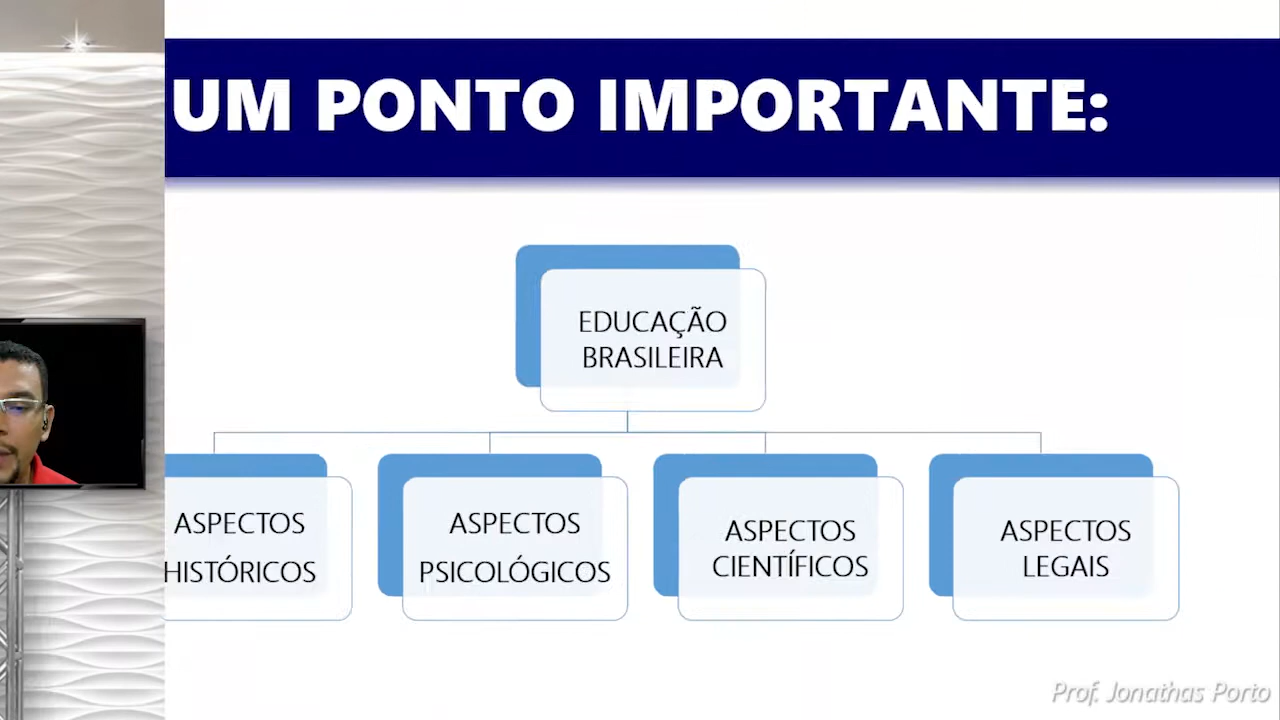 UM PONTO IMPORTANTE:
EDUCAÇÃO
BRASILEIRA
ASPECTOS
HISTÓRICOS
ASPECTOS
PSICOLÓGICOS
ASPECTOS
CIENTÍFICOS
ASPECTOS
LEGAIS
Prof. Jonathas Porto